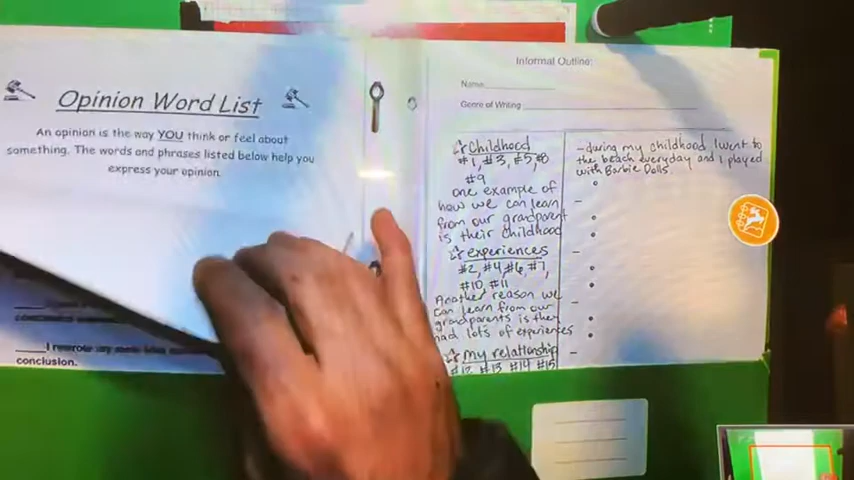 Opinion Word List
An opinion is the way YOU think or feel about
something. The words and phrases listed below help you
express your opinion.
conclusion.
Informal Outline:
Name
Genre of Writing
☆Childhood
#1, #3, #5, #8
#9
one example of
how we can learn
from our grandparent
is their childhood
☆experiences
#2, #4, #6, #7,
#10, #11
Another reason we
can learn from our
grandparents is they
had lots of experiences
☆My relationship
#12 #13 #14 #15
-during my childhood I went to
the beach everyday and I played
with Barbie Dolls.